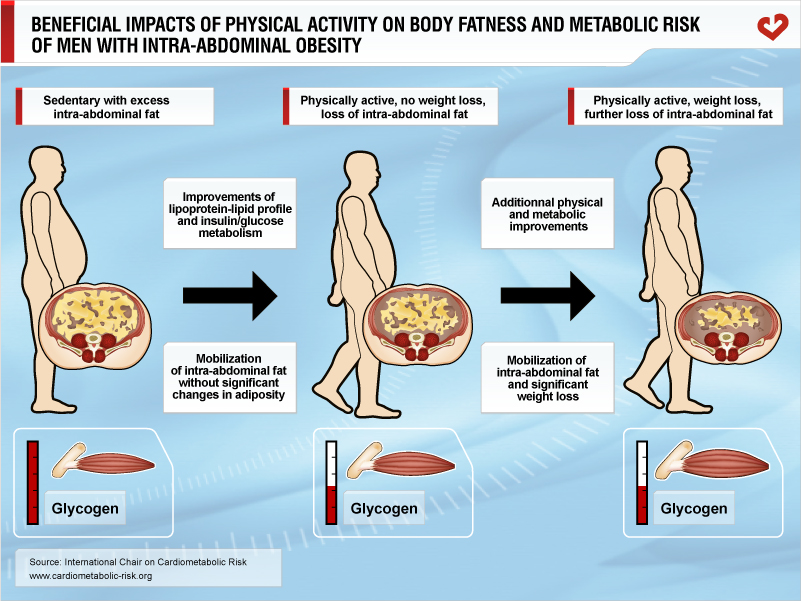 BENEFICIAL IMPACTS OF PHYSICAL ACTIVITY ON BODY FATNESS AND METABOLIC RISK
OF MEN WITH INTRA-ABDOMINAL OBESITY
Sedentary with excess
intra-abdominal fat
Physically active, no weight loss,
loss of intra-abdominal fat
Physically active, weight loss,
further loss of intra-abdominal fat
Improvements of
lipoprotein-lipid profile
and insulin/glucose
metabolism
Additionnal physical
and metabolic
improvements
Mobilization
of intra-abdominal fat
without significant
changes in adiposity
Mobilization of
intra-abdominal fat
and significant
weight loss
Glycogen
Glycogen
Glycogen
Source: International Chair on Cardiometabolic Risk
www.cardiometabolic-risk.org